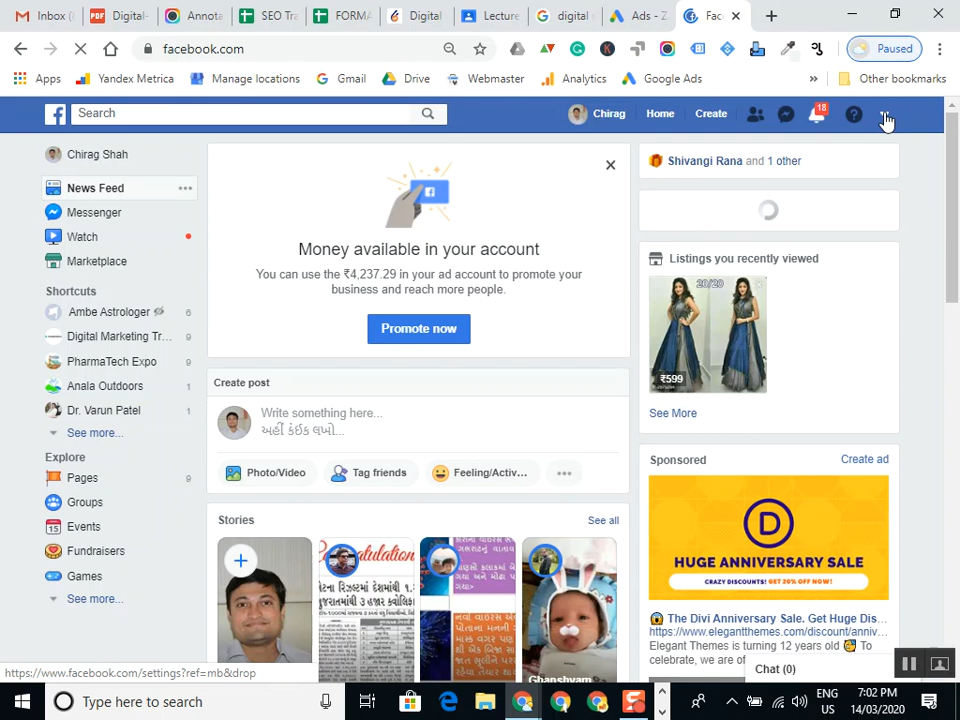 Inbox (
Digital-
Annota
SEO Tra
FORMA
Digital
Lecture
digital
Ads - Z
Fac
facebook.com
Paused
Apps
Yandex Metrica
Manage locations
Gmail
Drive
Webmaster
Analytics
Google Ads
»
Other bookmarks
Search
Chirag
Home
Create
18
Chirag Shah
News Feed
Messenger
Watch
Marketplace
Shortcuts
Ambe Astrologer 6
Digital Marketing Tr... 9
PharmaTech Expo 9
Anala Outdoors 1
Dr. Varun Patel 1
See more...
Explore
Pages 9
Groups
Events
Fundraisers
Games
See more...
Money available in your account
You can use the ₹4,237.29 in your ad account to promote your
business and reach more people.
Promote now
Create post
Write something here...
અહીં કંઈક લખો...
Photo/Video
Tag friends
Feeling/Activ...
Stories
See all
Ghanshyam
Shivangi Rana and 1 other
Listings you recently viewed
20/20
₹599
See More
Sponsored
Create ad
D
HUGE ANNIVERSARY SALE
CRAZY DISCOUNTS! GET 20% OFF NOW!
The Divi Anniversary Sale. Get Huge Dis...
https://www.elegantthemes.com/discount/anniv...
Elegant Themes is turning 12 years old To
celebrate, we are of
Chat (0)
https://www.facebook.com/settings?ref=mb&drop
Type here to search
ENG
US
7:02 PM
14/03/2020